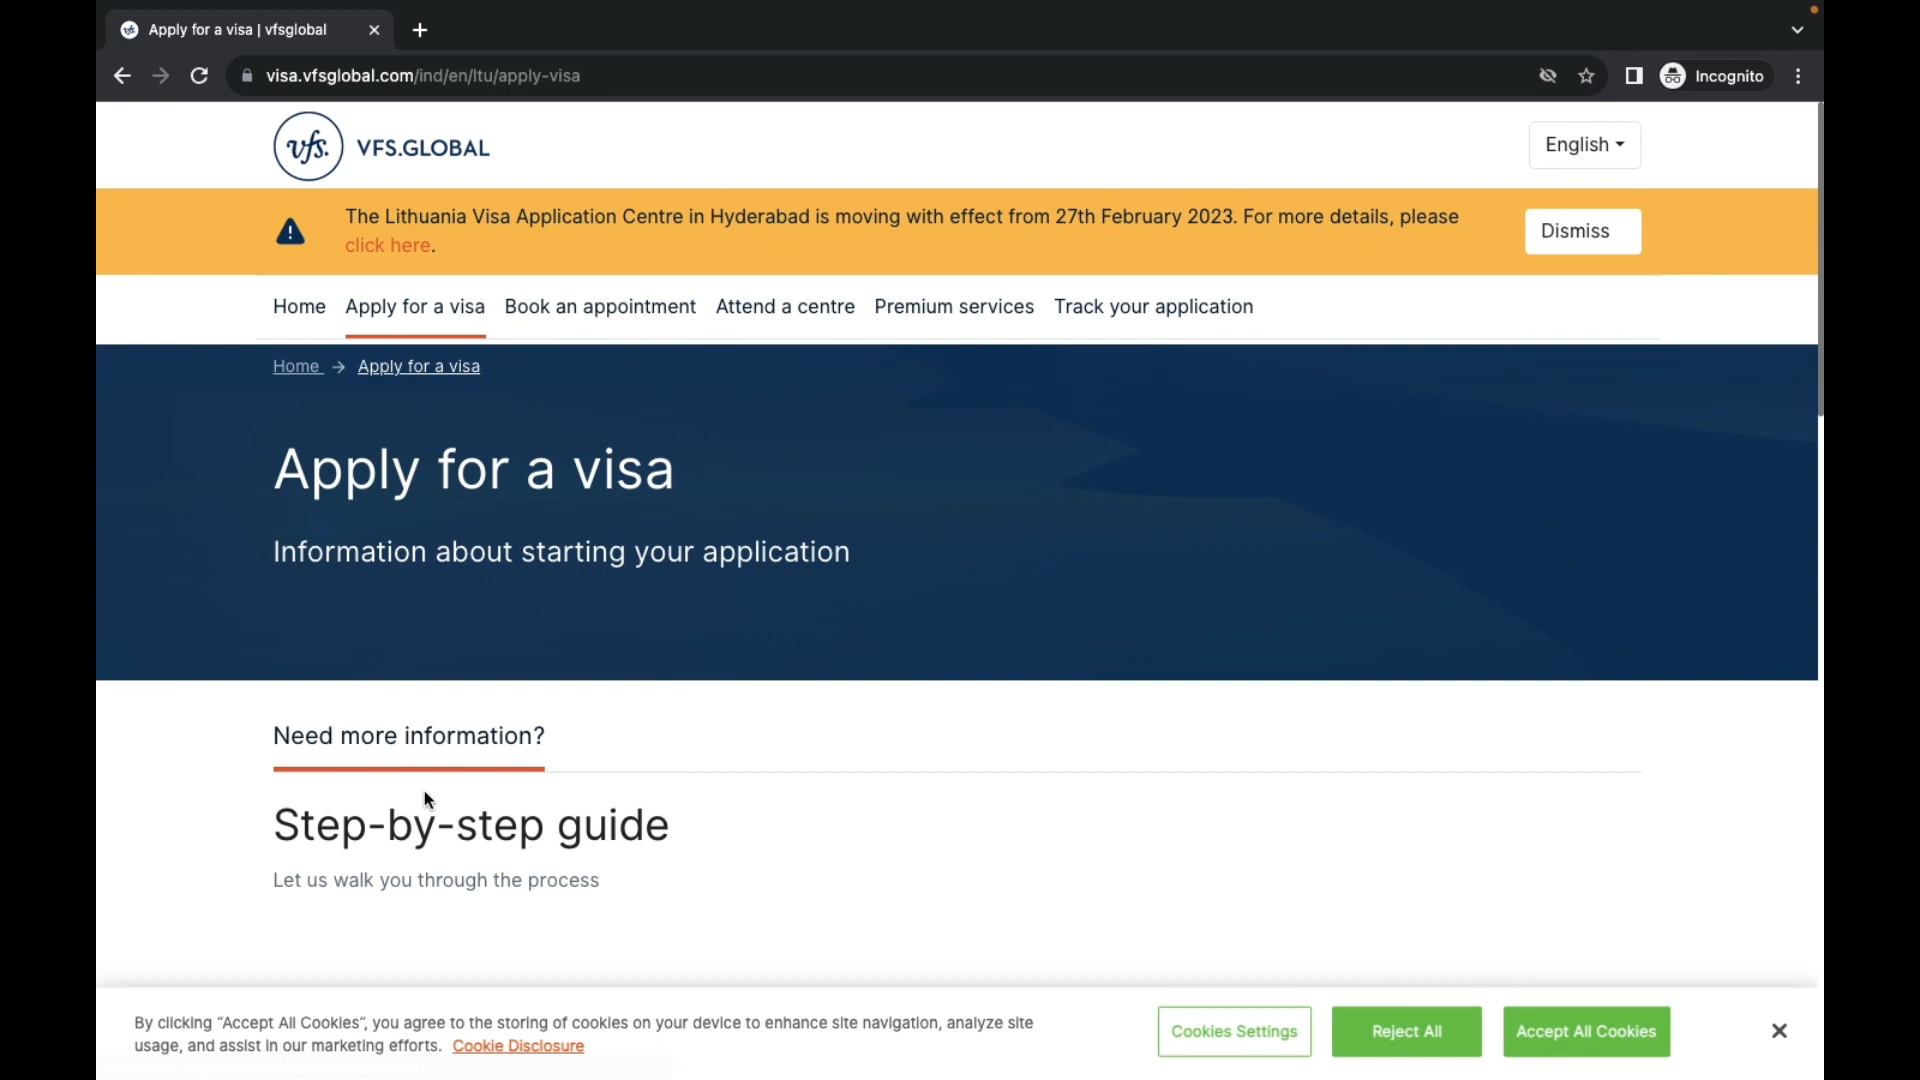 Apply for a visa | vfsglobal
visa.vfsglobal.com/ind/en/ltu/apply-visa
Incognito
vfs. VFS.GLOBAL
English
The Lithuania Visa Application Centre in Hyderabad is moving with effect from 27th February 2023. For more details, please
click here.
Dismiss
Home Apply for a visa Book an appointment Attend a centre Premium services Track your application
Home → Apply for a visa
Apply for a visa
Information about starting your application
Need more information?
Step-by-step guide
Let us walk you through the process
By clicking “Accept All Cookies”, you agree to the storing of cookies on your device to enhance site navigation, analyze site
usage, and assist in our marketing efforts. Cookie Disclosure
Cookies Settings
Reject All
Accept All Cookies